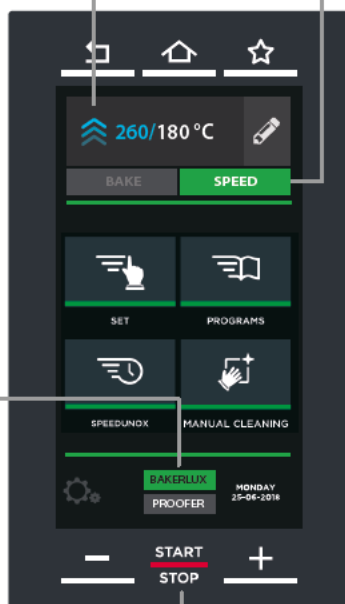 260/180 °C
BAKE SPEED
SET PROGRAMS
SPEEDUNOX MANUAL CLEANING
BAKERLUX
PROOFER
MONDAY
25-06-2018
START
STOP